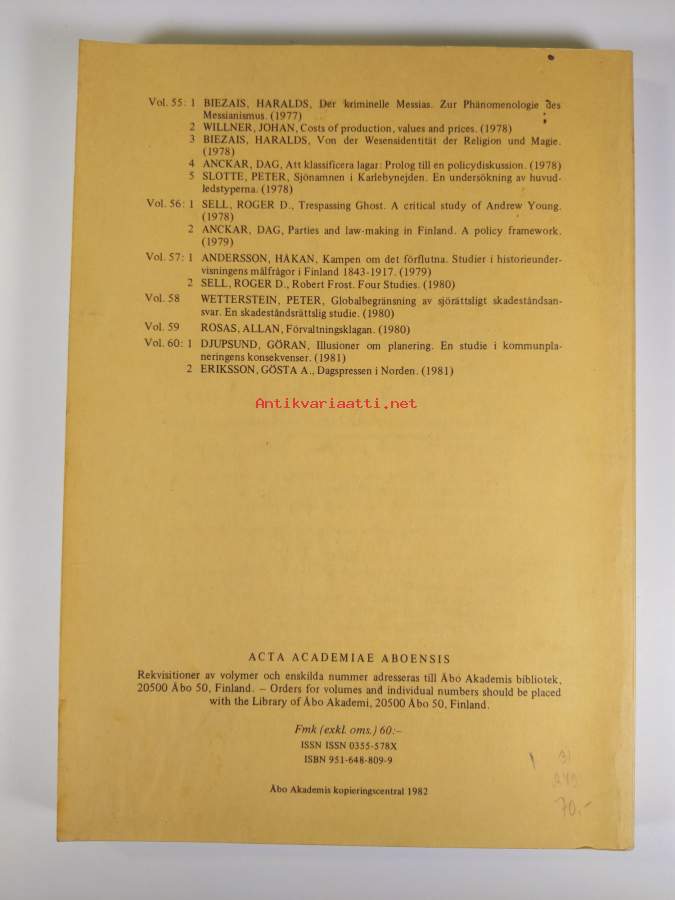 Vol. 55: 1 BIEZAIS, HARALDS, Der kriminelle Messias. Zur Phänomenologie des
Messianismus. (1977)
2 WILLNER, JOHAN, Costs of production, values and prices. (1978)
3 BIEZAIS, HARALDS, Von der Wesensidentität der Religion und Magie.
(1978)
4 ANCKAR, DAG, Att klassificera lagar: Prolog till en policydiskussion. (1978)
5 SLOTTE, PETER, Sjönamnen i Karlebynejden. En undersökning av huvud-
ledstyperna. (1978)
Vol. 56: 1 SELL, ROGER D., Trespassing Ghost. A critical study of Andrew Young.
(1978)
2 ANCKAR, DAG, Parties and law-making in Finland. A policy framework.
(1979)
Vol. 57: 1 ANDERSSON, HÅKAN, Kampen om det förflutna. Studier i historieunder-
visningens målfrågor i Finland 1843-1917. (1979)
2 SELL, ROGER D., Robert Frost. Four Studies. (1980)
Vol. 58 WETTERSTEIN, PETER, Globalbegränsning av sjörättsligt skadeståndsan-
svar. En skadeståndsrättslig studie. (1980)
Vol. 59 ROSAS, ALLAN, Förvaltningsklagan. (1980)
Vol. 60: 1 DJUPSUND, GÖRAN, Illusioner om planering. En studie i kommunpla-
neringens konsekvenser. (1981)
2 ERIKSSON, GÖSTA A., Dagspressen i Norden. (1981)
Antikvariaatti.net
ACTA ACADEMIAE ABOENSIS
Rekvisitioner av volymer och enskilda nummer adresseras till Åbo Akademis bibliotek,
20500 Åbo 50, Finland. – Orders for volumes and individual numbers should be placed
with the Library of Åbo Akademi, 20500 Åbo 50, Finland.
Fmk (exkl. oms.) 60:–
ISSN ISSN 0355-578X
ISBN 951-648-809-9
Åbo Akademis kopieringscentral 1982
70.-